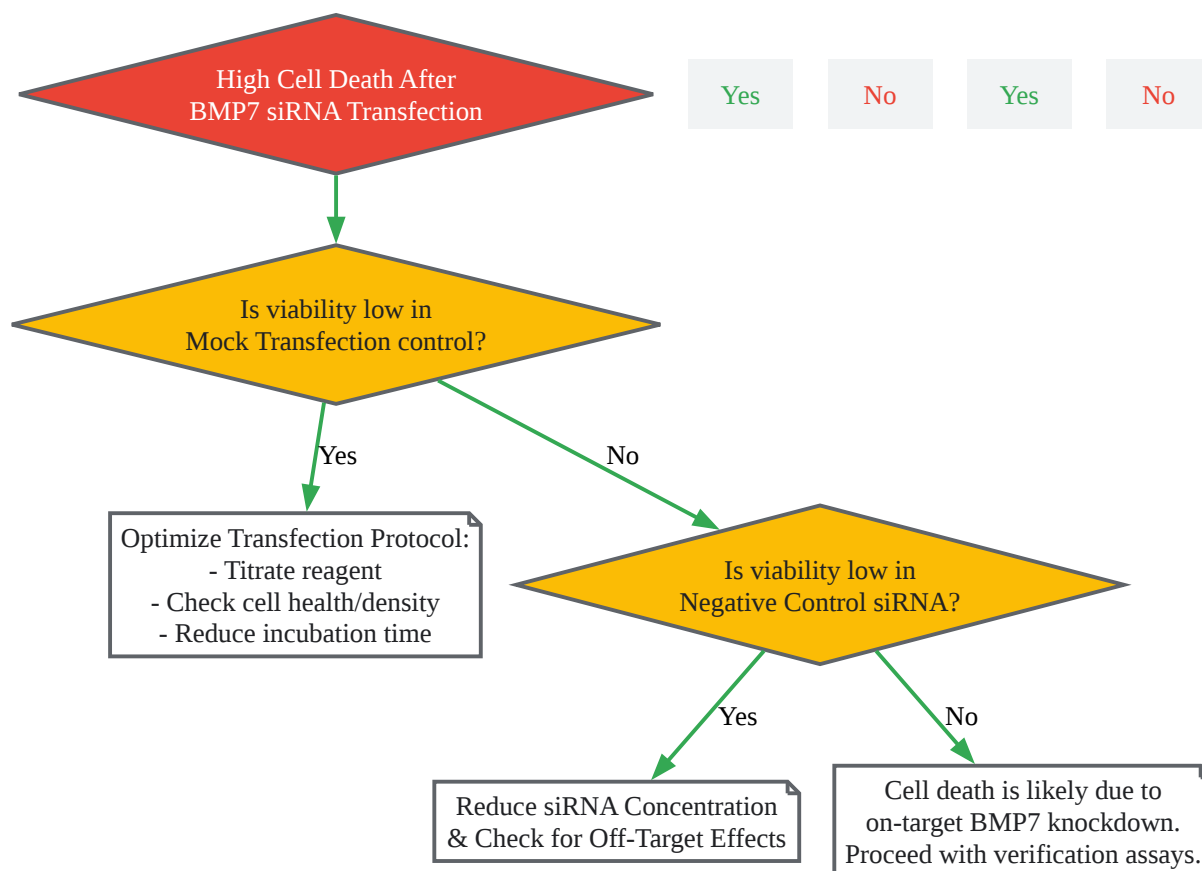 High Cell Death After
BMP7 siRNA Transfection
Yes
No
Yes
No
Is viability low in
Mock Transfection control?
Yes
No
Optimize Transfection Protocol:
- Titrate reagent
- Check cell health/density
- Reduce incubation time
Is viability low in
Negative Control siRNA?
Yes
No
Reduce siRNA Concentration
& Check for Off-Target Effects
Cell death is likely due to
on-target BMP7 knockdown.
Proceed with verification assays.